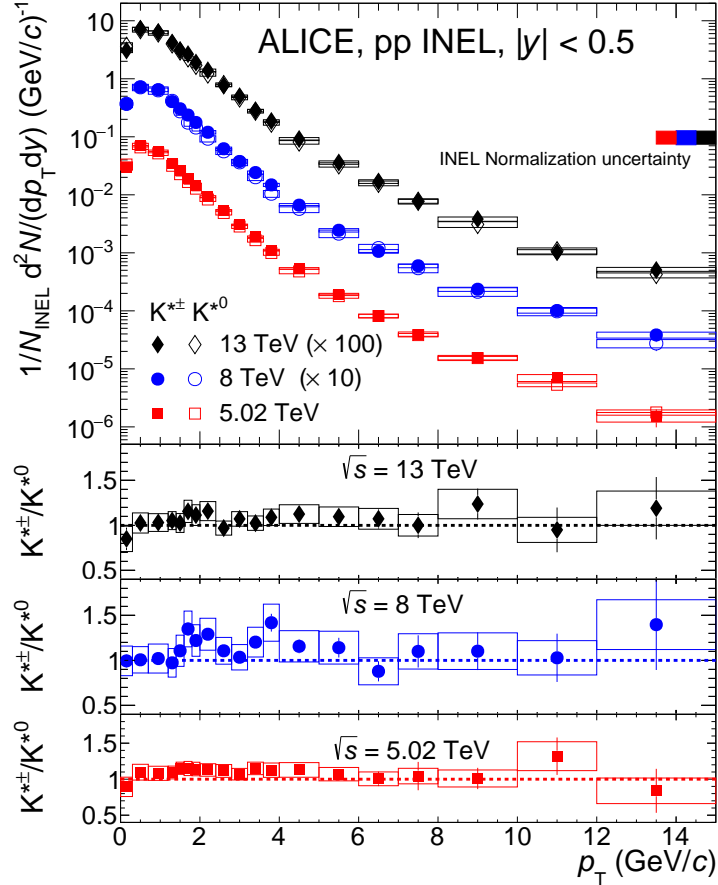 ALICE, pp INEL, |y| < 0.5
1/N_INEL d²N/(dp_T dy) (GeV/c)⁻¹
10
1
10⁻¹
10⁻²
10⁻³
10⁻⁴
10⁻⁵
10⁻⁶
INEL Normalization uncertainty
K*± K*0
13 TeV (× 100)
8 TeV (× 10)
5.02 TeV
K*±/K*0
1.5
1
0.5
√s = 13 TeV
K*±/K*0
1.5
1
0.5
√s = 8 TeV
K*±/K*0
1.5
1
0.5
√s = 5.02 TeV
0 2 4 6 8 10 12 14
p_T (GeV/c)